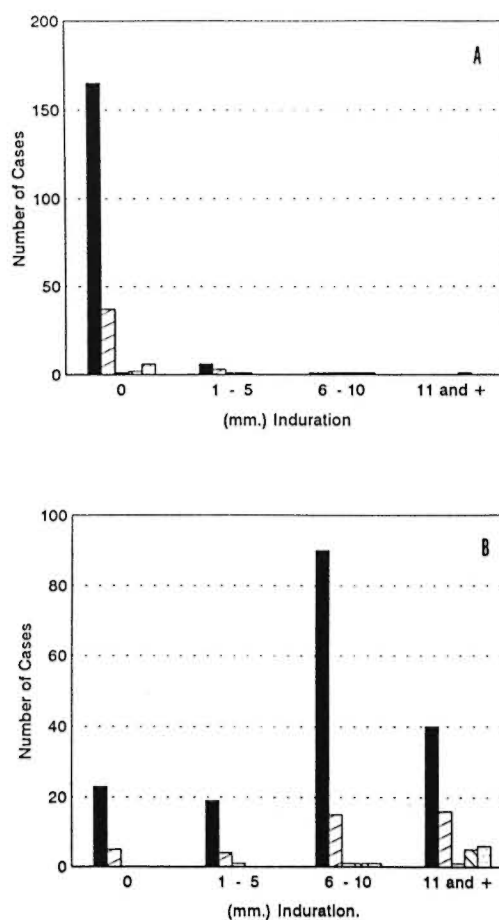 200
A
150
Number of Cases
100
50
0
0 1 - 5 6 - 10 11 and +
(mm.) Induration
100
B
80
Number of Cases
60
40
20
0
0 1 - 5 6 - 10 11 and +
(mm.) Induration.